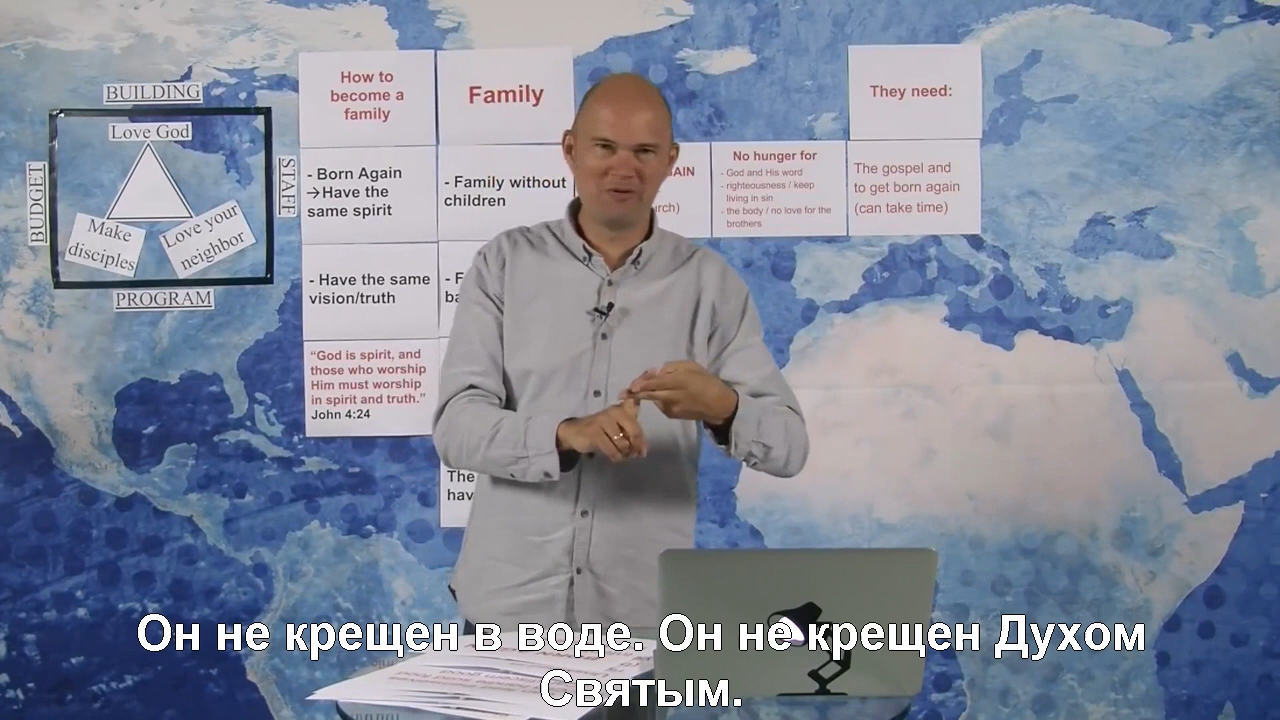 BUILDING
Love God
BUDGET
STAFF
Make
disciples
Love your
neighbor
PROGRAM
How to
become a
family
- Born Again
→Have the
same spirit
- Have the same
vision/truth
“God is spirit, and
those who worship
Him must worship
in spirit and truth.”
John 4:24
Family
- Family without
children
The
hav
No hunger for
- God and His word
- righteousness / keep
living in sin
- the body / no love for the
brothers
They need:
The gospel and
to get born again
(can take time)
Он не крещен в воде. Он не крещен Духом
Святым.